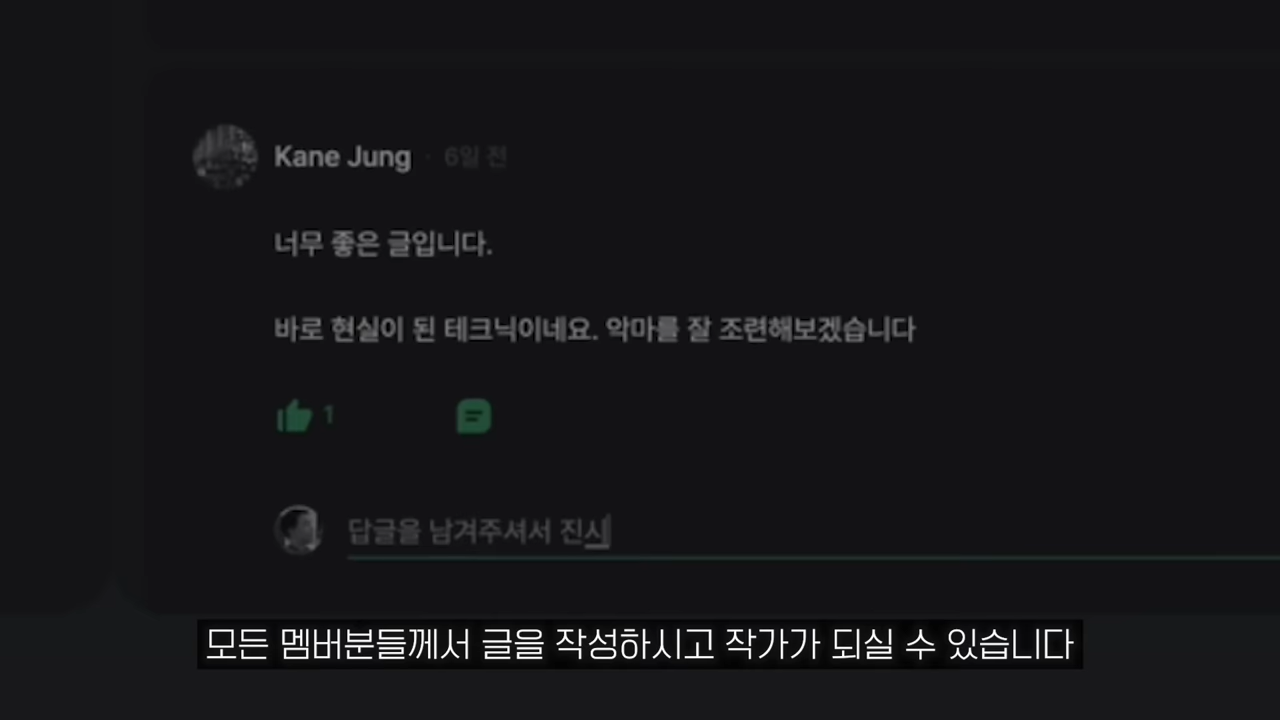 Kane Jung · 6일 전
너무 좋은 글입니다.
바로 현실이 된 테크닉이네요. 악마를 잘 조련해보겠습니다
1
답글을 남겨주셔서 진시
모든 멤버분들께서 글을 작성하시고 작가가 되실 수 있습니다